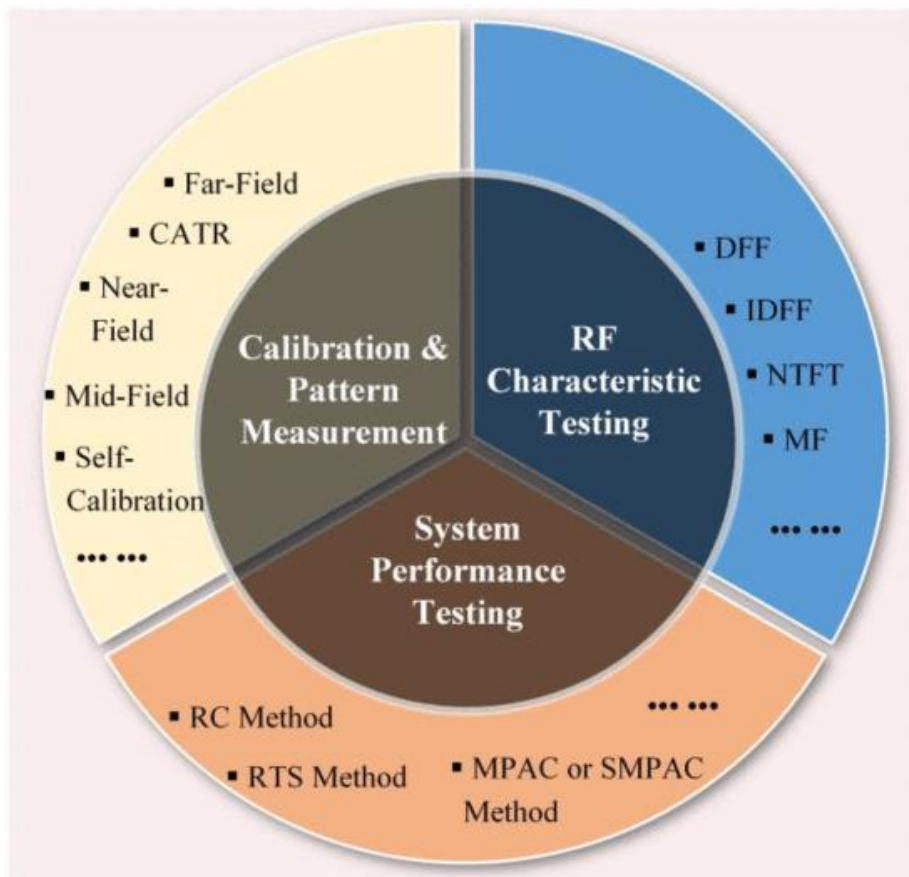 ▪ Far-Field
▪ CATR
▪ Near-
Field
▪ Mid-Field
▪ Self-
Calibration
••• •••
Calibration &
Pattern
Measurement
RF
Characteristic
Testing
▪ DFF
▪ IDFF
▪ NTFT
▪ MF
••• •••
System
Performance
Testing
▪ RC Method
▪ RTS Method
▪ MPAC or SMPAC
Method
••• •••